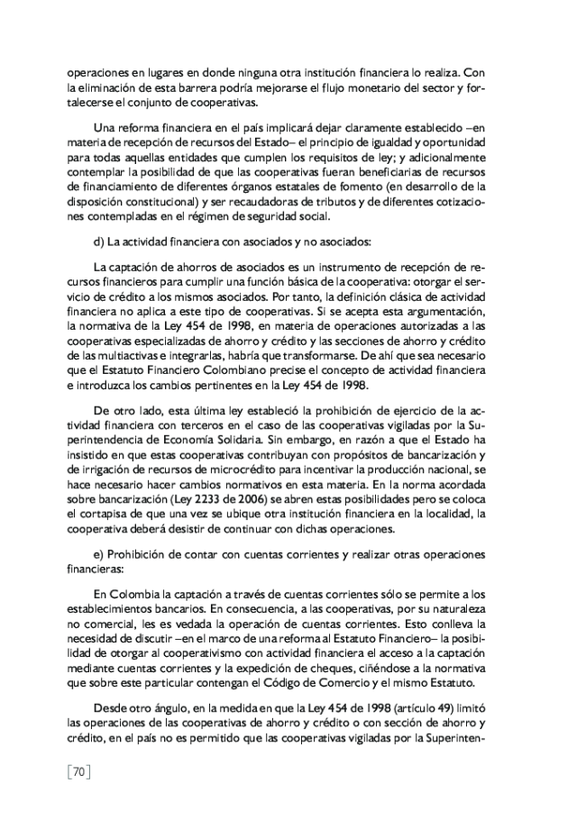 operaciones en lugares en donde ninguna otra institución financiera lo realiza. Con
la eliminación de esta barrera podría mejorarse el flujo monetario del sector y for-
talecerse el conjunto de cooperativas.
Una reforma financiera en el país implicará dejar claramente establecido –en
materia de recepción de recursos del Estado– el principio de igualdad y oportunidad
para todas aquellas entidades que cumplen los requisitos de ley; y adicionalmente
contemplar la posibilidad de que las cooperativas fueran beneficiarias de recursos
de financiamiento de diferentes órganos estatales de fomento (en desarrollo de la
disposición constitucional) y ser recaudadoras de tributos y de diferentes cotizacio-
nes contempladas en el régimen de seguridad social.
d) La actividad financiera con asociados y no asociados:
La captación de ahorros de asociados es un instrumento de recepción de re-
cursos financieros para cumplir una función básica de la cooperativa: otorgar el ser-
vicio de crédito a los mismos asociados. Por tanto, la definición clásica de actividad
financiera no aplica a este tipo de cooperativas. Si se acepta esta argumentación,
la normativa de la Ley 454 de 1998, en materia de operaciones autorizadas a las
cooperativas especializadas de ahorro y crédito y las secciones de ahorro y crédito
de las multiactivas e integrarlas, habría que transformarse. De ahí que sea necesario
que el Estatuto Financiero Colombiano precise el concepto de actividad financiera
e introduzca los cambios pertinentes en la Ley 454 de 1998.
De otro lado, esta última ley estableció la prohibición de ejercicio de la ac-
tividad financiera con terceros en el caso de las cooperativas vigiladas por la Su-
perintendencia de Economía Solidaria. Sin embargo, en razón a que el Estado ha
insistido en que estas cooperativas contribuyan con propósitos de bancarización y
de irrigación de recursos de microcrédito para incentivar la producción nacional, se
hace necesario hacer cambios normativos en esta materia. En la norma acordada
sobre bancarización (Ley 2233 de 2006) se abren estas posibilidades pero se coloca
el cortapisa de que una vez se ubique otra institución financiera en la localidad, la
cooperativa deberá desistir de continuar con dichas operaciones.
e) Prohibición de contar con cuentas corrientes y realizar otras operaciones
financieras:
En Colombia la captación a través de cuentas corrientes sólo se permite a los
establecimientos bancarios. En consecuencia, a las cooperativas, por su naturaleza
no comercial, les es vedada la operación de cuentas corrientes. Esto conlleva la
necesidad de discutir –en el marco de una reforma al Estatuto Financiero– la posibi-
lidad de otorgar al cooperativismo con actividad financiera el acceso a la captación
mediante cuentas corrientes y la expedición de cheques, ciñéndose a la normativa
que sobre este particular contengan el Código de Comercio y el mismo Estatuto.
Desde otro ángulo, en la medida en que la Ley 454 de 1998 (artículo 49) limitó
las operaciones de las cooperativas de ahorro y crédito o con sección de ahorro y
crédito, en el país no es permitido que las cooperativas vigiladas por la Superinten-
[70]